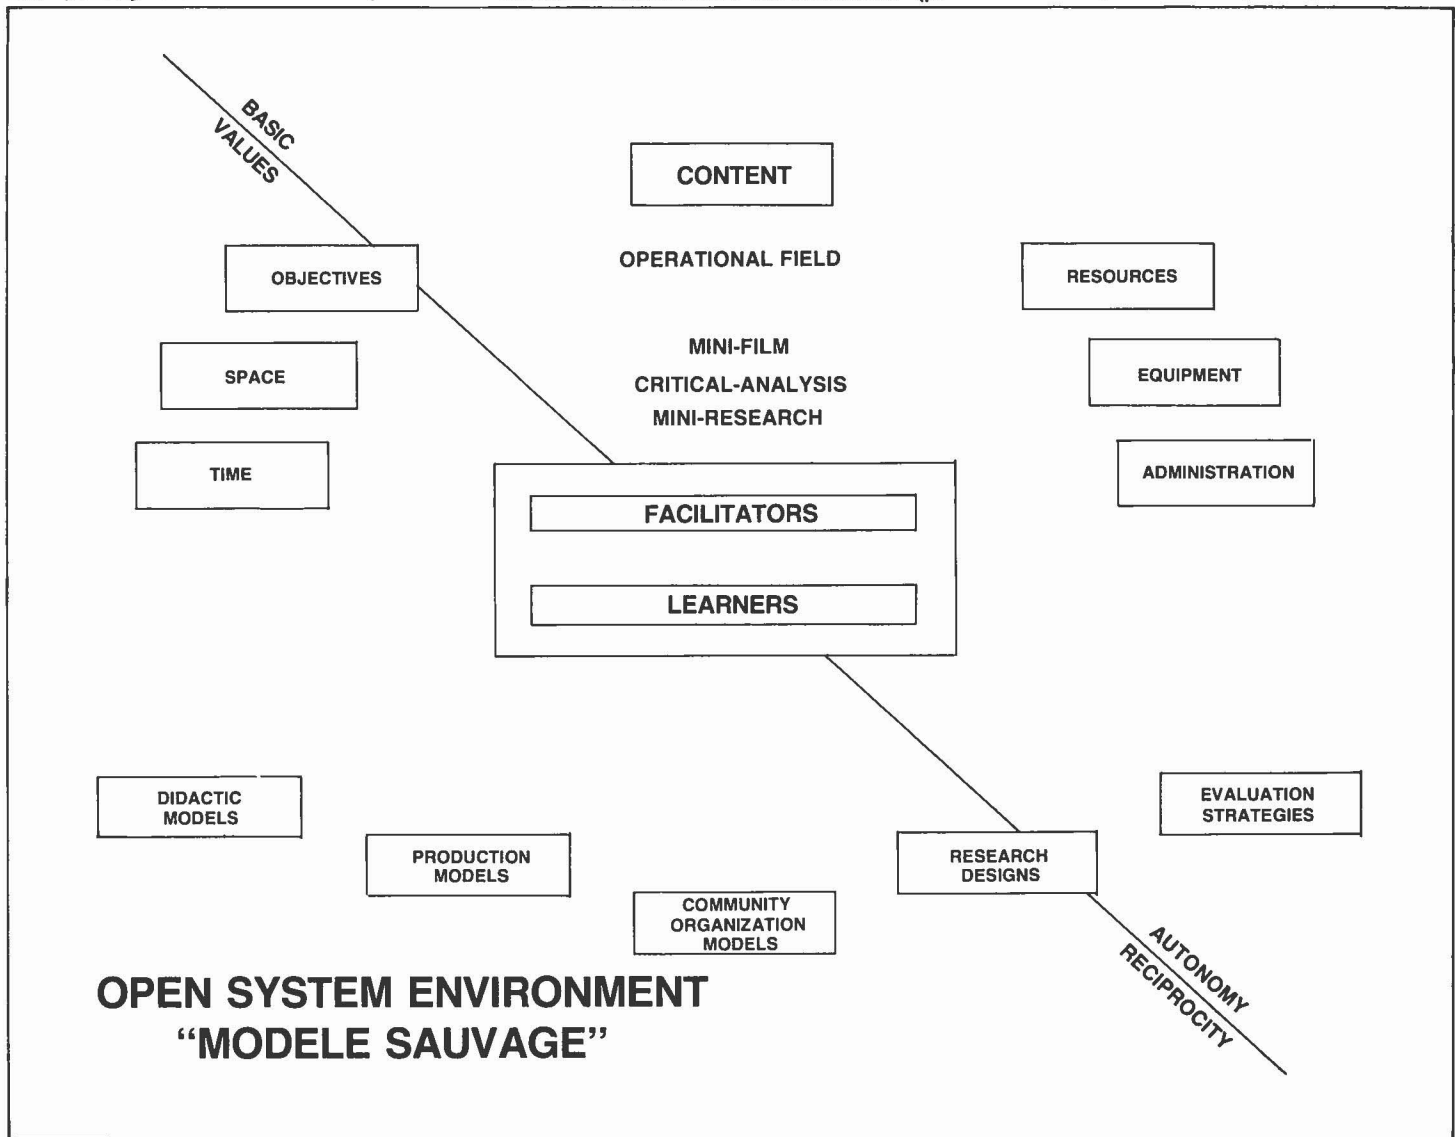 BASIC
VALUES
CONTENT
OPERATIONAL FIELD
OBJECTIVES
RESOURCES
MINI-FILM
SPACE
CRITICAL-ANALYSIS
EQUIPMENT
MINI-RESEARCH
TIME
ADMINISTRATION
FACILITATORS
LEARNERS
DIDACTIC
MODELS
PRODUCTION
MODELS
COMMUNITY
ORGANIZATION
MODELS
RESEARCH
DESIGNS
EVALUATION
STRATEGIES
AUTONOMY
RECIPROCITY
OPEN SYSTEM ENVIRONMENT
“MODELE SAUVAGE”